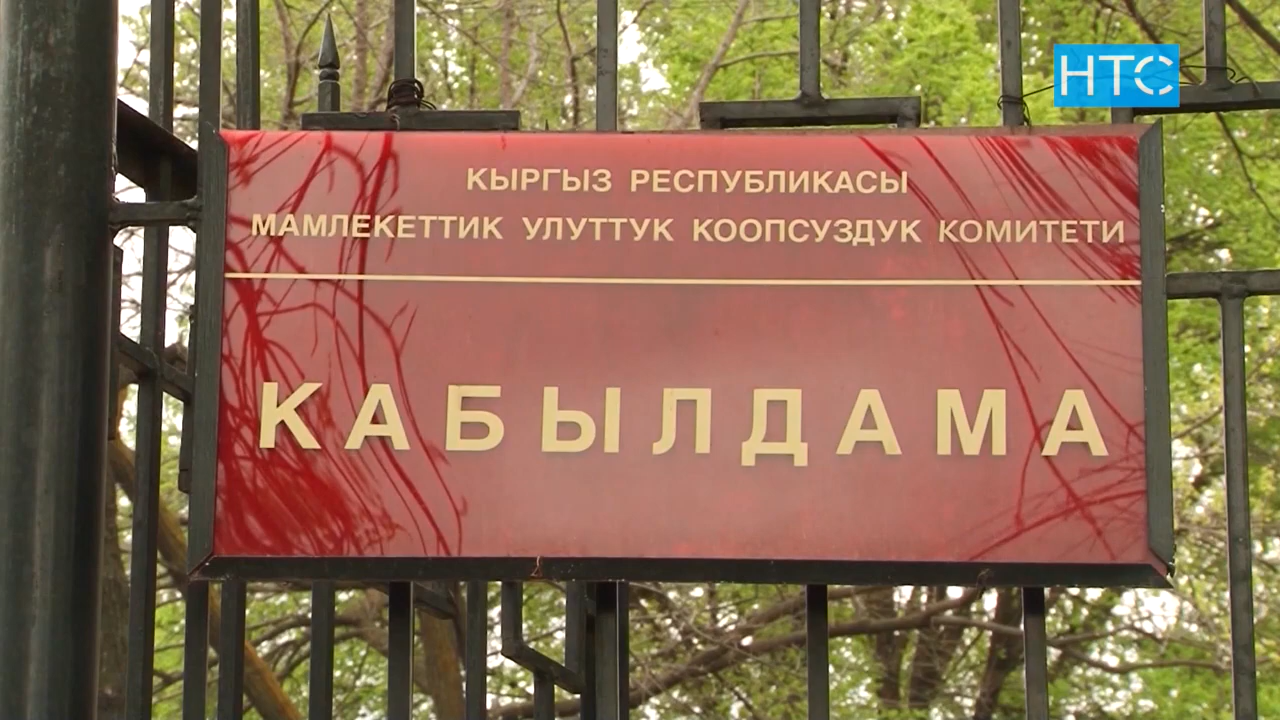 НТС
КЫРГЫЗ РЕСПУБЛИКАСЫ
МАМЛЕКЕТТИК УЛУТТУК КООПСУЗДУК КОМИТЕТИ
КАБЫЛДАМА